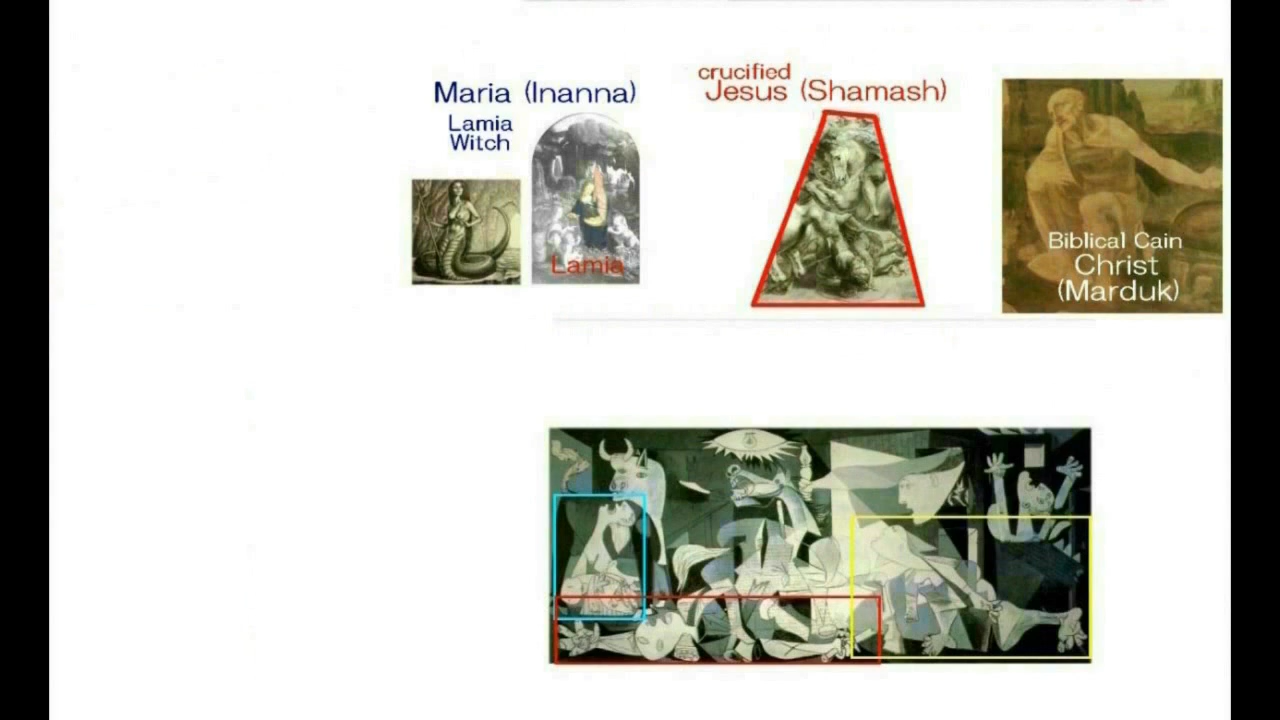 Maria (Inanna)
Lamia
Witch
Lamia
crucified
Jesus (Shamash)
Biblical Cain
Christ
(Marduk)